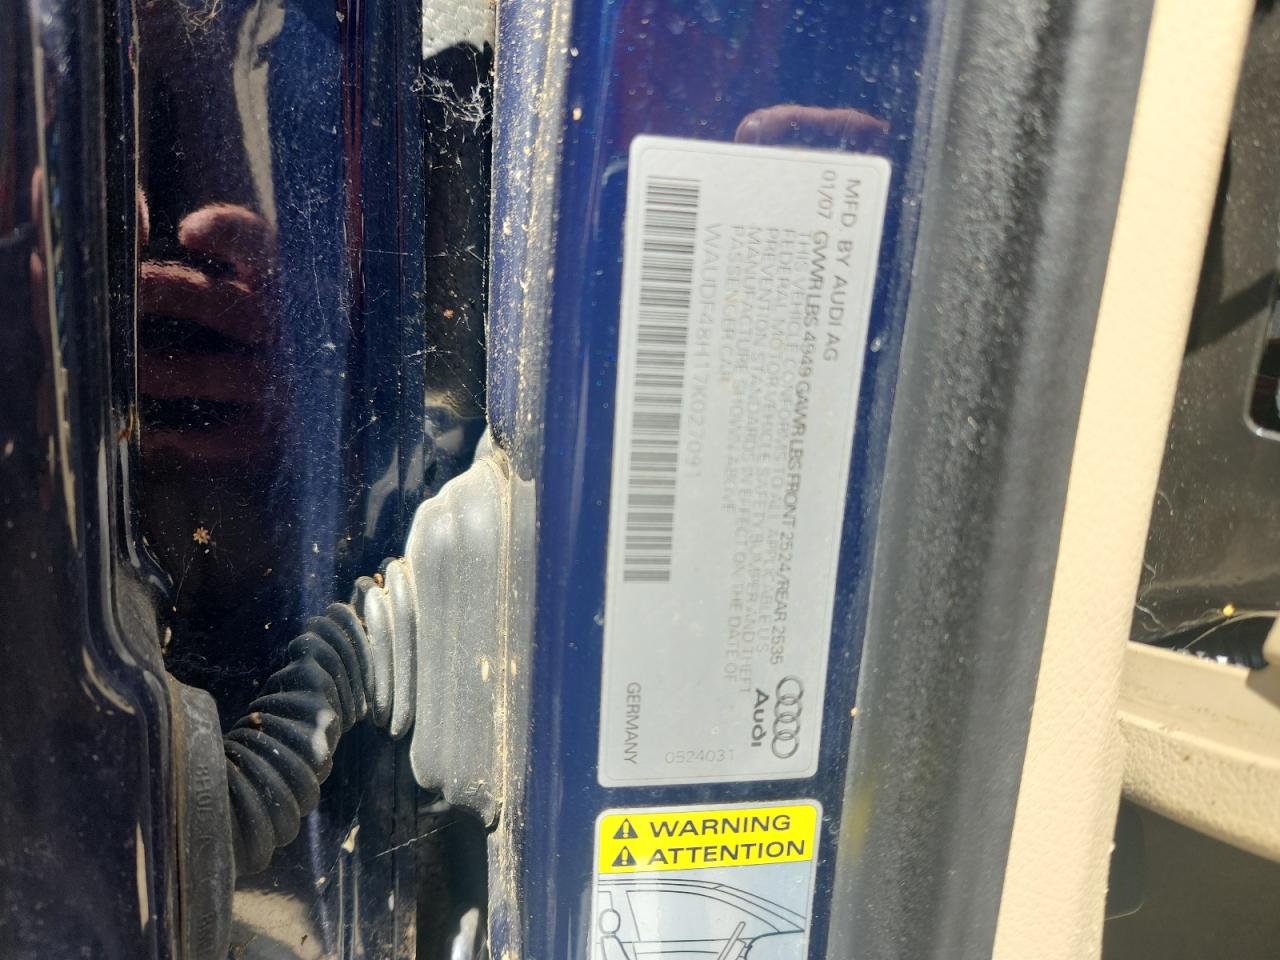 MFD. BY AUDI AG
01/07 GVWR LBS 4949 GAWR LBS FRONT 2524/REAR 2535
THIS VEHICLE CONFORMS TO ALL APPLICABLE U.S.
FEDERAL MOTOR VEHICLE SAFETY, BUMPER AND THEFT
PREVENTION STANDARDS IN EFFECT ON THE DATE OF
MANUFACTURE SHOWN ABOVE
PASSENGER CAR
WAUDF48H17K027091
Audi
0524031
GERMANY
WARNING
ATTENTION